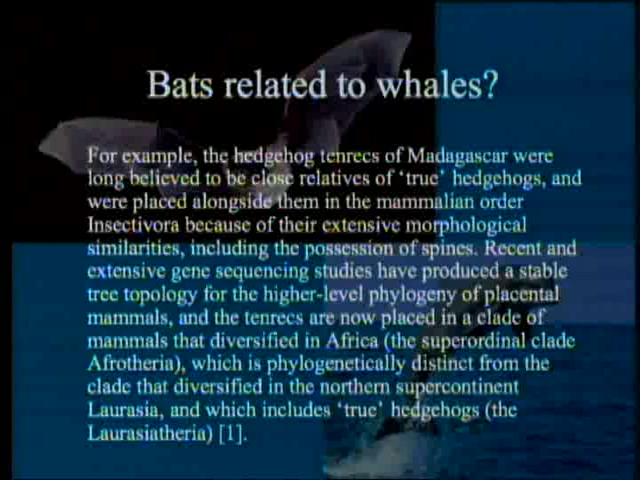 Bats related to whales?
For example, the hedgehog tenrecs of Madagascar were
long believed to be close relatives of ‘true’ hedgehogs, and
were placed alongside them in the mammalian order
Insectivora because of their extensive morphological
similarities, including the possession of spines. Recent and
extensive gene sequencing studies have produced a stable
tree topology for the higher-level phylogeny of placental
mammals, and the tenrecs are now placed in a clade of
mammals that diversified in Africa (the superordinal clade
Afrotheria), which is phylogenetically distinct from the
clade that diversified in the northern supercontinent
Laurasia, and which includes ‘true’ hedgehogs (the
Laurasiatheria) [1].